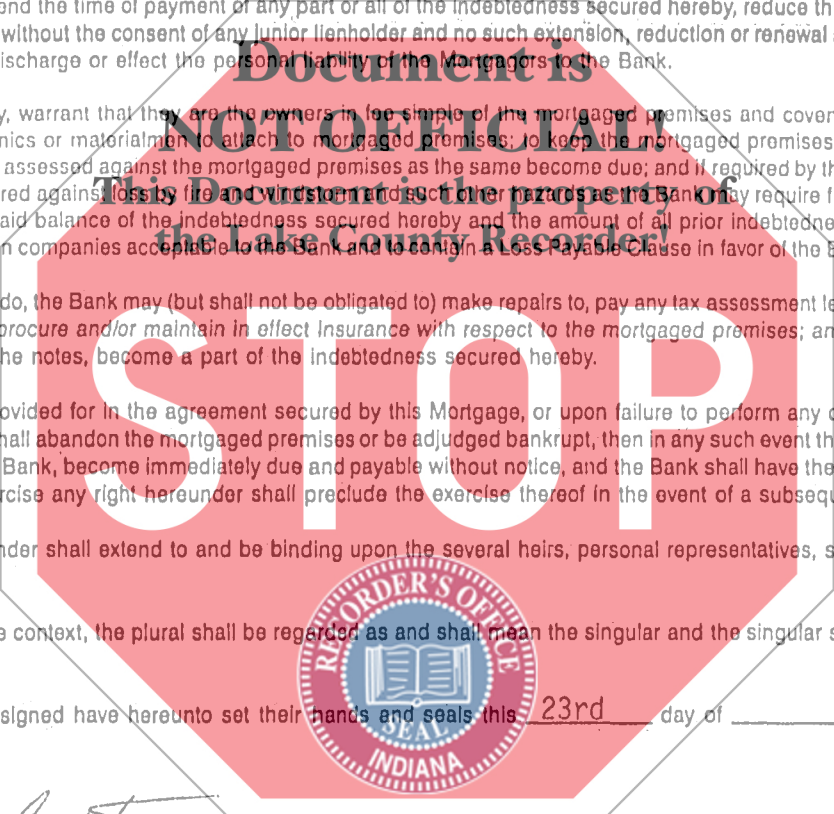 end the time of payment of any part or all of the indebtedness secured hereby, reduce th
without the consent of any junior lienholder and no such extension, reduction or renewal
ischarge or effect the personal liability of the Mortgagors to the Bank.
Document is
y, warrant that they are the owners in fee simple of the mortgaged premises and coven
NOT OFFICIAL!
nics or materialmen to attach to mortgaged premises; to keep the mortgaged premises
assessed against the mortgaged premises as the same become due; and if required by th
This Document is the property of
red against loss by fire and windstorm and such other hazards as the Bank may require f
aid balance of the indebtedness secured hereby and the amount of all prior indebtedne
the Lake County Recorder!
n companies acceptable to the Bank and to contain a Loss Payable Clause in favor of the B
do, the Bank may (but shall not be obligated to) make repairs to, pay any tax assessment le
procure and/or maintain in effect Insurance with respect to the mortgaged premises; an
he notes, become a part of the indebtedness secured hereby.
STOP
ovided for in the agreement secured by this Mortgage, or upon failure to perform any c
hall abandon the mortgaged premises or be adjudged bankrupt, then in any such event th
Bank, become immediately due and payable without notice, and the Bank shall have the
rcise any right hereunder shall preclude the exercise thereof in the event of a subsequ
nder shall extend to and be binding upon the several heirs, personal representatives, s
RECORDER'S OFFICE
e context, the plural shall be regarded as and shall mean the singular and the singular s
signed have hereunto set their hands and seals this 23rd day of
SEAL
INDIANA